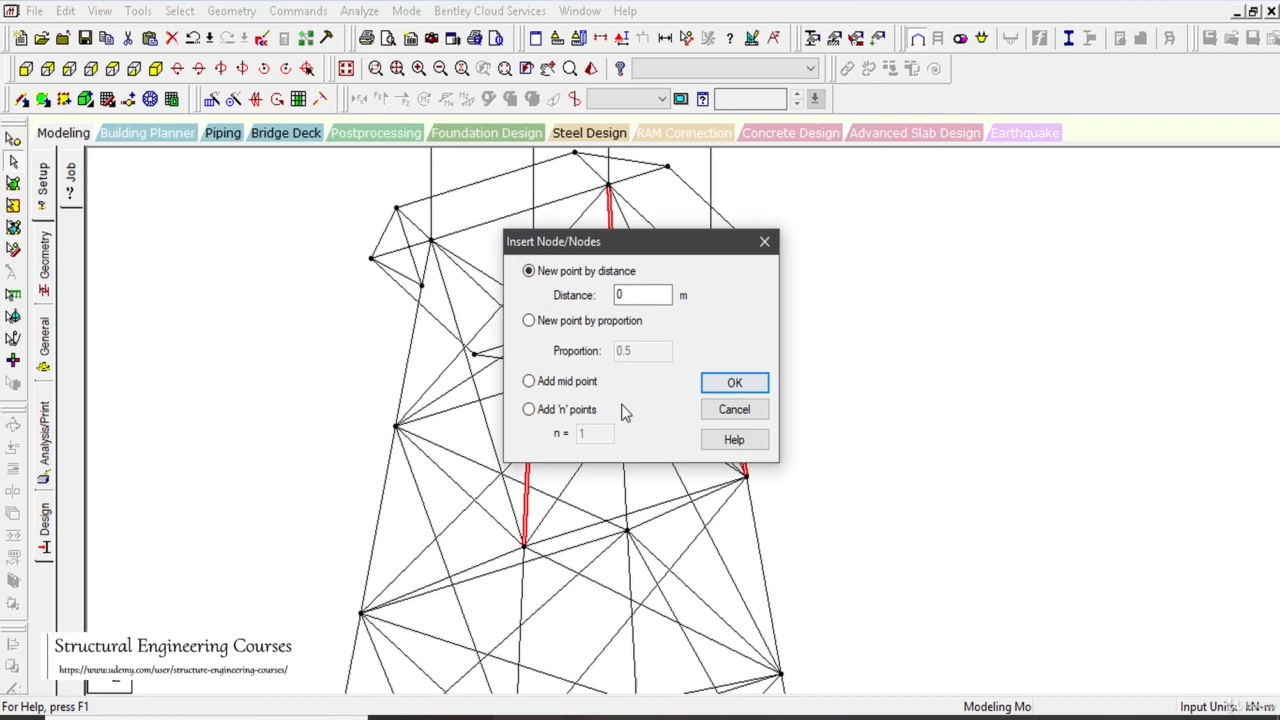 File Edit View Tools Select Geometry Commands Analyze Mode Bentley Cloud Services Window Help
Modeling Building Planner Piping Bridge Deck Postprocessing Foundation Design Steel Design RAM Connection Concrete Design Advanced Slab Design Earthquake
Setup
Job
Geometry
General
Analysis/Print
Design
Insert Node/Nodes
New point by distance
Distance: 0 m
New point by proportion
Proportion: 0.5
Add mid point
OK
Add 'n' points
Cancel
n = 1
Help
Structural Engineering Courses
https://www.udemy.com/user/structure-engineering-courses/
For Help, press F1
Modeling Mo
Input Units: kN-m